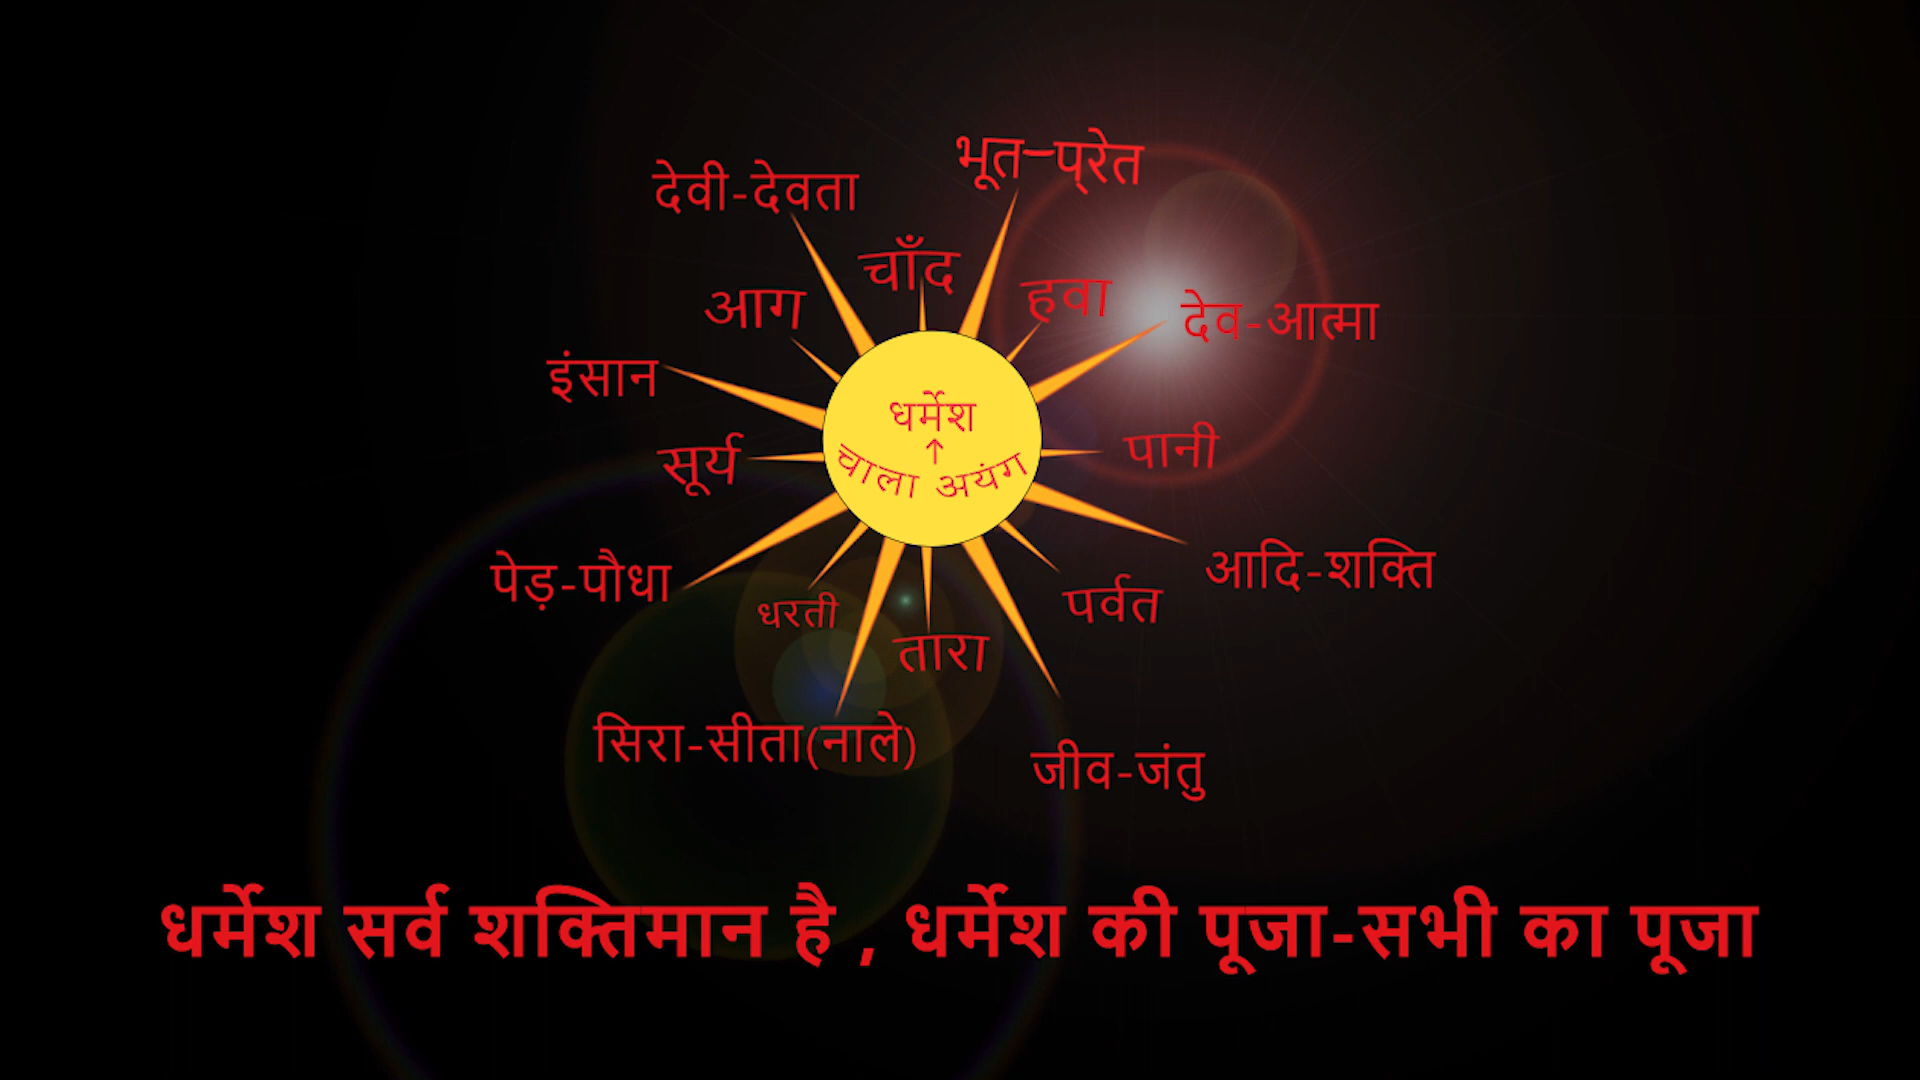 भूत-प्रेत
देवी-देवता
चाँद
हवा
आग
देव-आत्मा
इंसान
धर्मेश
↑
चाला अयंग
सूर्य
पानी
पेड़-पौधा
आदि-शक्ति
धरती
पर्वत
तारा
सिरा-सीता(नाले)
जीव-जंतु
धर्मेश सर्व शक्तिमान है , धर्मेश की पूजा-सभी का पूजा